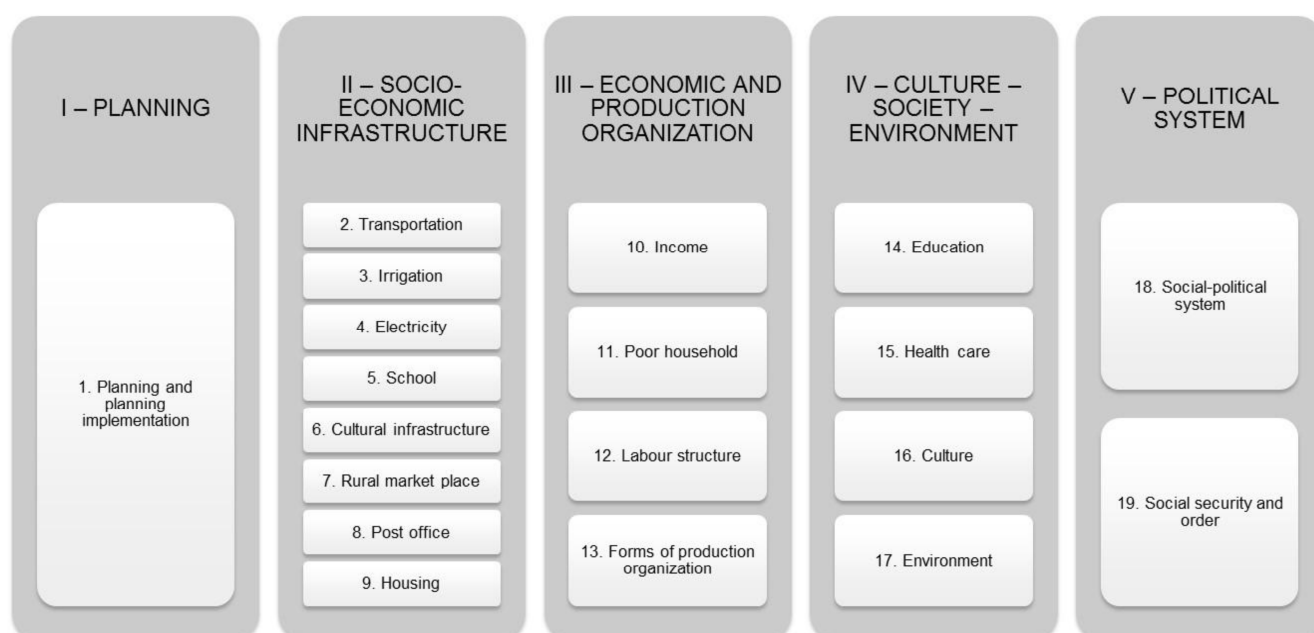 I – PLANNING
1. Planning and
planning
implementation
II – SOCIO-
ECONOMIC
INFRASTRUCTURE
2. Transportation
3. Irrigation
4. Electricity
5. School
6. Cultural infrastructure
7. Rural market place
8. Post office
9. Housing
III – ECONOMIC AND
PRODUCTION
ORGANIZATION
10. Income
11. Poor household
12. Labour structure
13. Forms of production
organization
IV – CULTURE –
SOCIETY –
ENVIRONMENT
14. Education
15. Health care
16. Culture
17. Environment
V – POLITICAL
SYSTEM
18. Social-political
system
19. Social security and
order